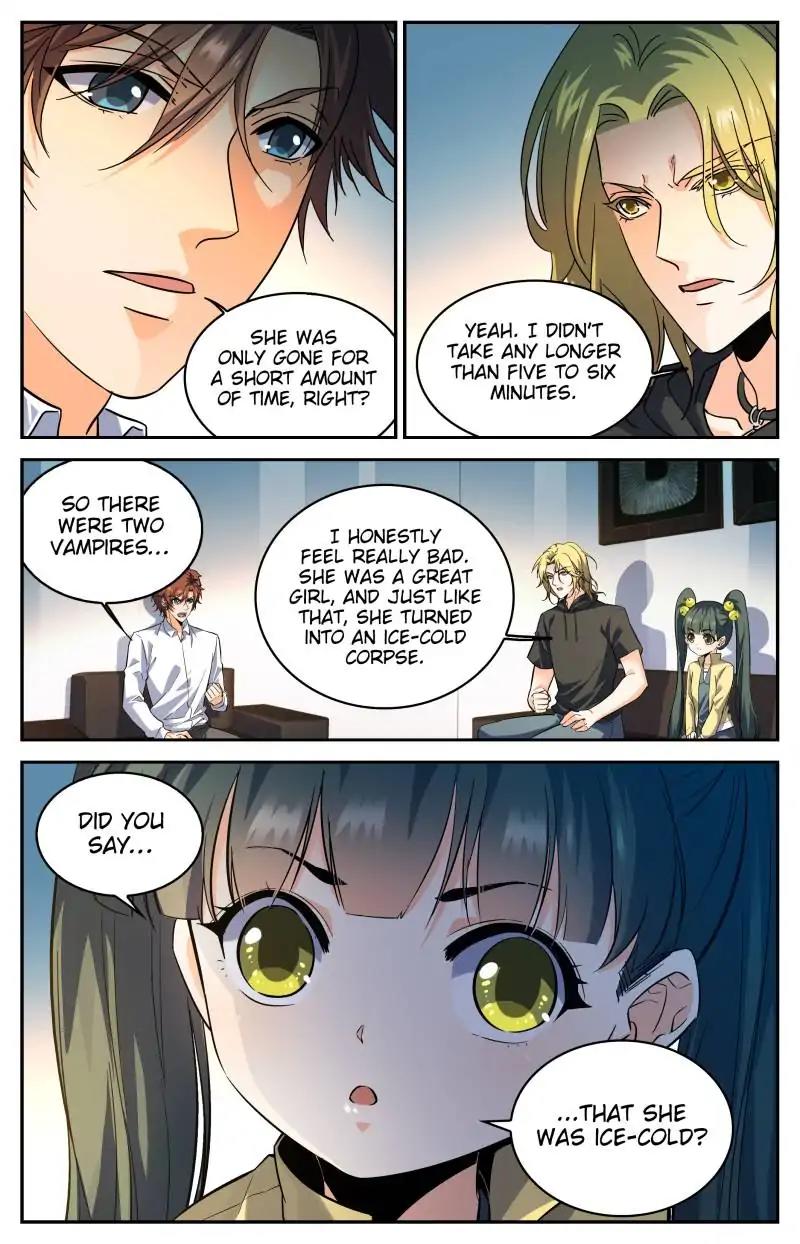 SHE WAS
ONLY GONE FOR
A SHORT AMOUNT
OF TIME, RIGHT?
YEAH. I DIDN'T
TAKE ANY LONGER
THAN FIVE TO SIX
MINUTES.
SO THERE
WERE TWO
VAMPIRES...
I HONESTLY
FEEL REALLY BAD.
SHE WAS A GREAT
GIRL, AND JUST LIKE
THAT, SHE TURNED
INTO AN ICE-COLD
CORPSE.
DID YOU
SAY...
...THAT SHE
WAS ICE-COLD?